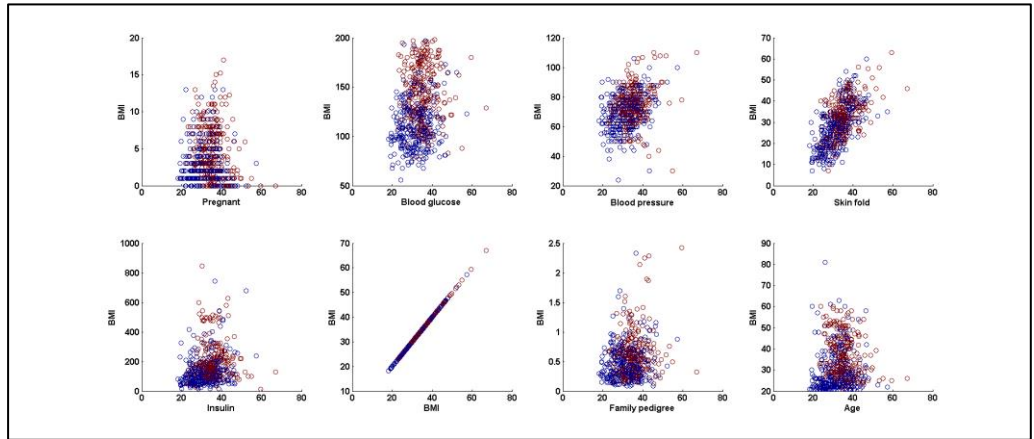 20
15
10
5
0
BMI
0 20 40 60 80
Pregnant
200
150
100
50
BMI
0 20 40 60 80
Blood glucose
120
100
80
60
40
20
BMI
0 20 40 60 80
Blood pressure
70
60
50
40
30
20
10
0
BMI
0 20 40 60 80
Skin fold
1000
800
600
400
200
0
BMI
0 20 40 60 80
Insulin
70
60
50
40
30
20
10
BMI
0 20 40 60 80
BMI
2.5
2
1.5
1
0.5
0
BMI
0 20 40 60 80
Family pedigree
90
80
70
60
50
40
30
20
BMI
0 20 40 60 80
Age